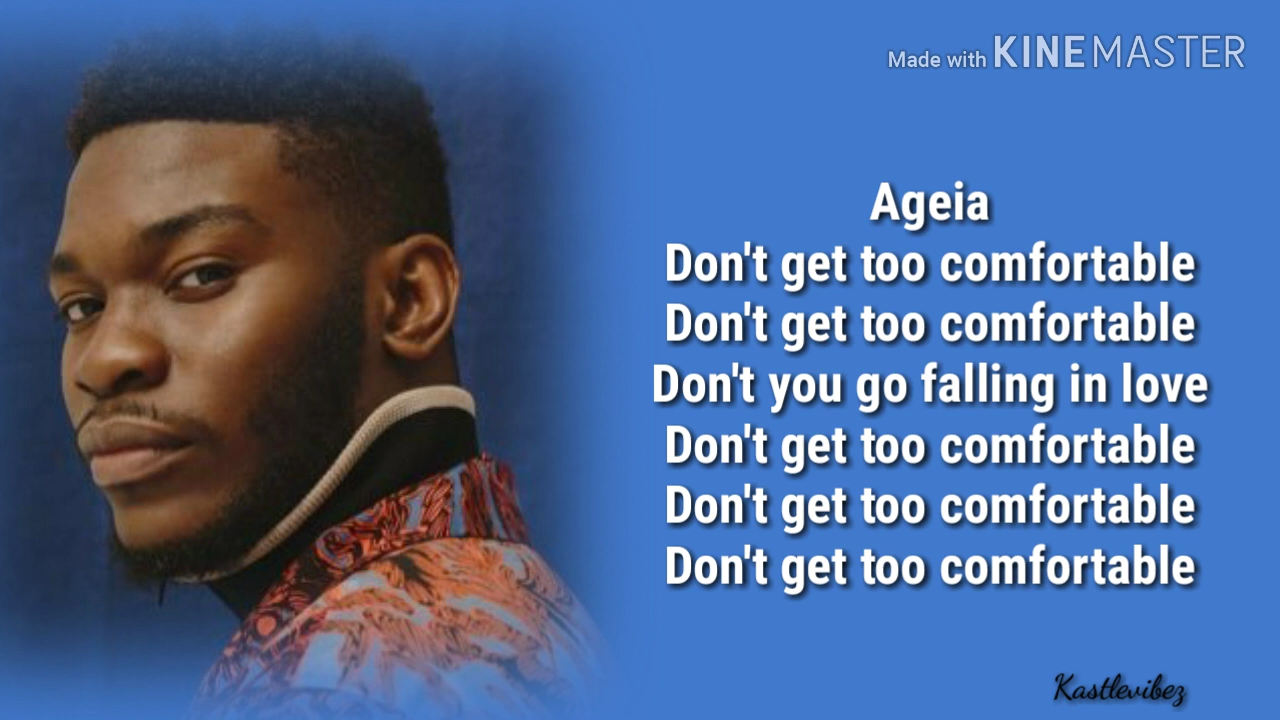 Made with KINEMASTER
Ageia
Don't get too comfortable
Don't get too comfortable
Don't you go falling in love
Don't get too comfortable
Don't get too comfortable
Don't get too comfortable
Kastlevibez